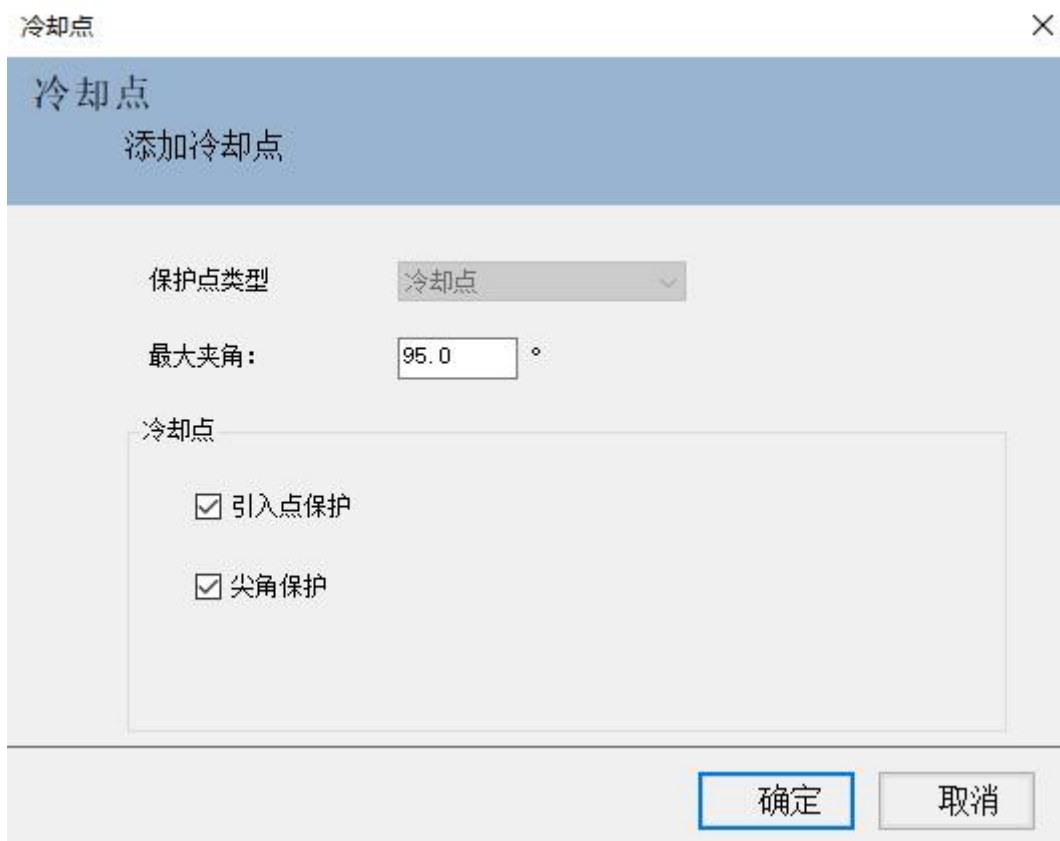 冷却点
冷却点
添加冷却点
保护点类型 冷却点
最大夹角: 95.0 °
冷却点
引入点保护
尖角保护
确定 取消